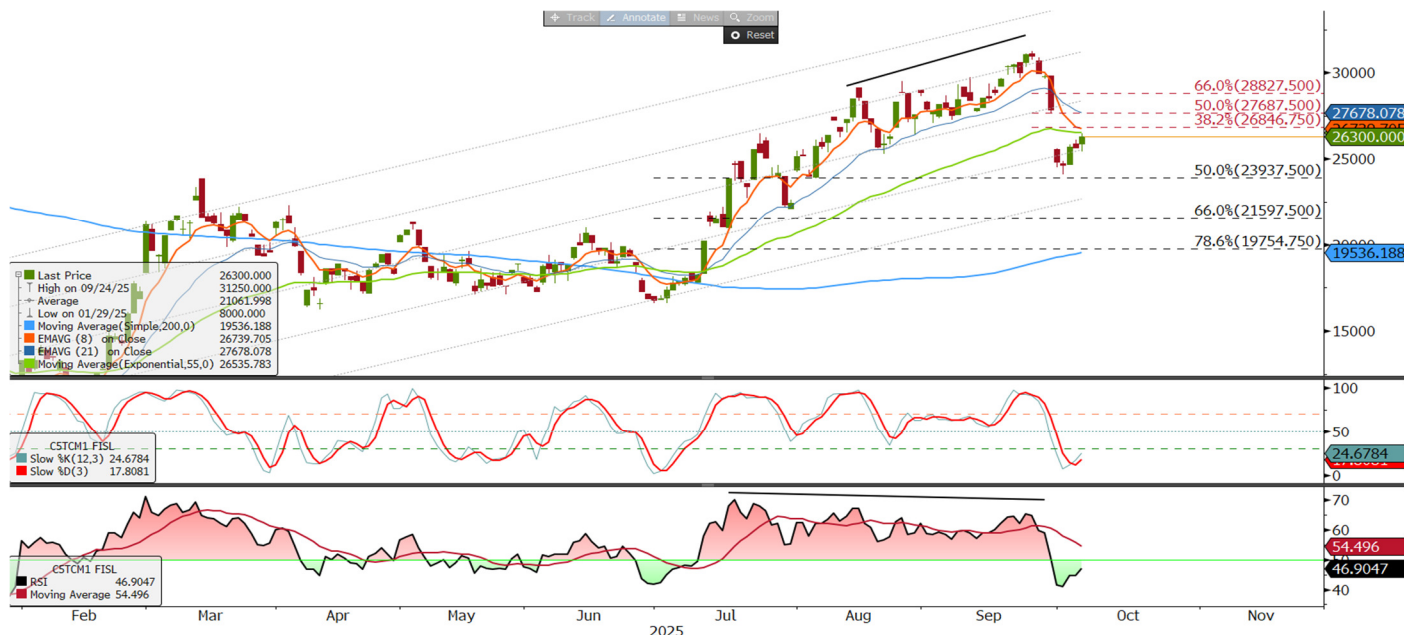 Track Annotate News Zoom
Reset
30000
66.0%(28827.500)
50.0%(27687.500)
27678.078
38.2%(26846.750)
26300.000
25000
50.0%(23937.500)
66.0%(21597.500)
78.6%(19754.750)
19536.188
15000
Last Price 26300.000
High on 09/24/25 31250.000
Average 21061.998
Low on 01/29/25 8000.000
Moving Average(Simple,200,0) 19536.188
EMAVG (8) on Close 26739.705
EMAVG (21) on Close 27678.078
Moving Average(Exponential,55,0) 26535.783
100
50
24.6784
0
CSTCM1 FISL
Slow %K(12,3) 24.6784
Slow %D(3) 17.8081
70
60
54.496
46.9047
40
CSTCM1 FISL
RSI 46.9047
Moving Average 54.496
Feb Mar Apr May Jun Jul Aug Sep Oct Nov
2025